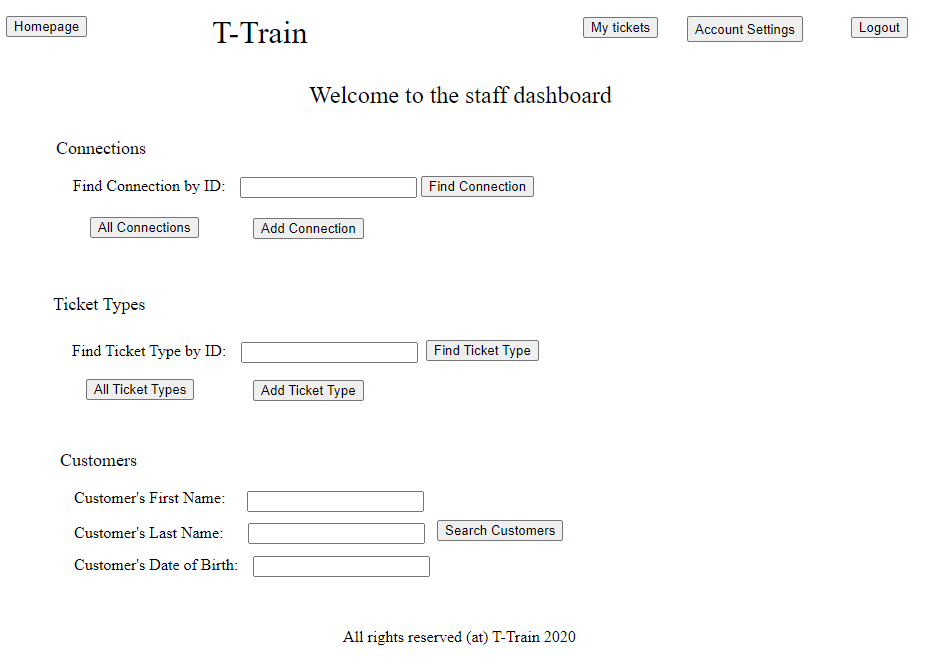 Homepage T-Train My tickets Account Settings Logout
Welcome to the staff dashboard
Connections
Find Connection by ID: Find Connection
All Connections Add Connection
Ticket Types
Find Ticket Type by ID: Find Ticket Type
All Ticket Types Add Ticket Type
Customers
Customer's First Name:
Customer's Last Name: Search Customers
Customer's Date of Birth:
All rights reserved (at) T-Train 2020